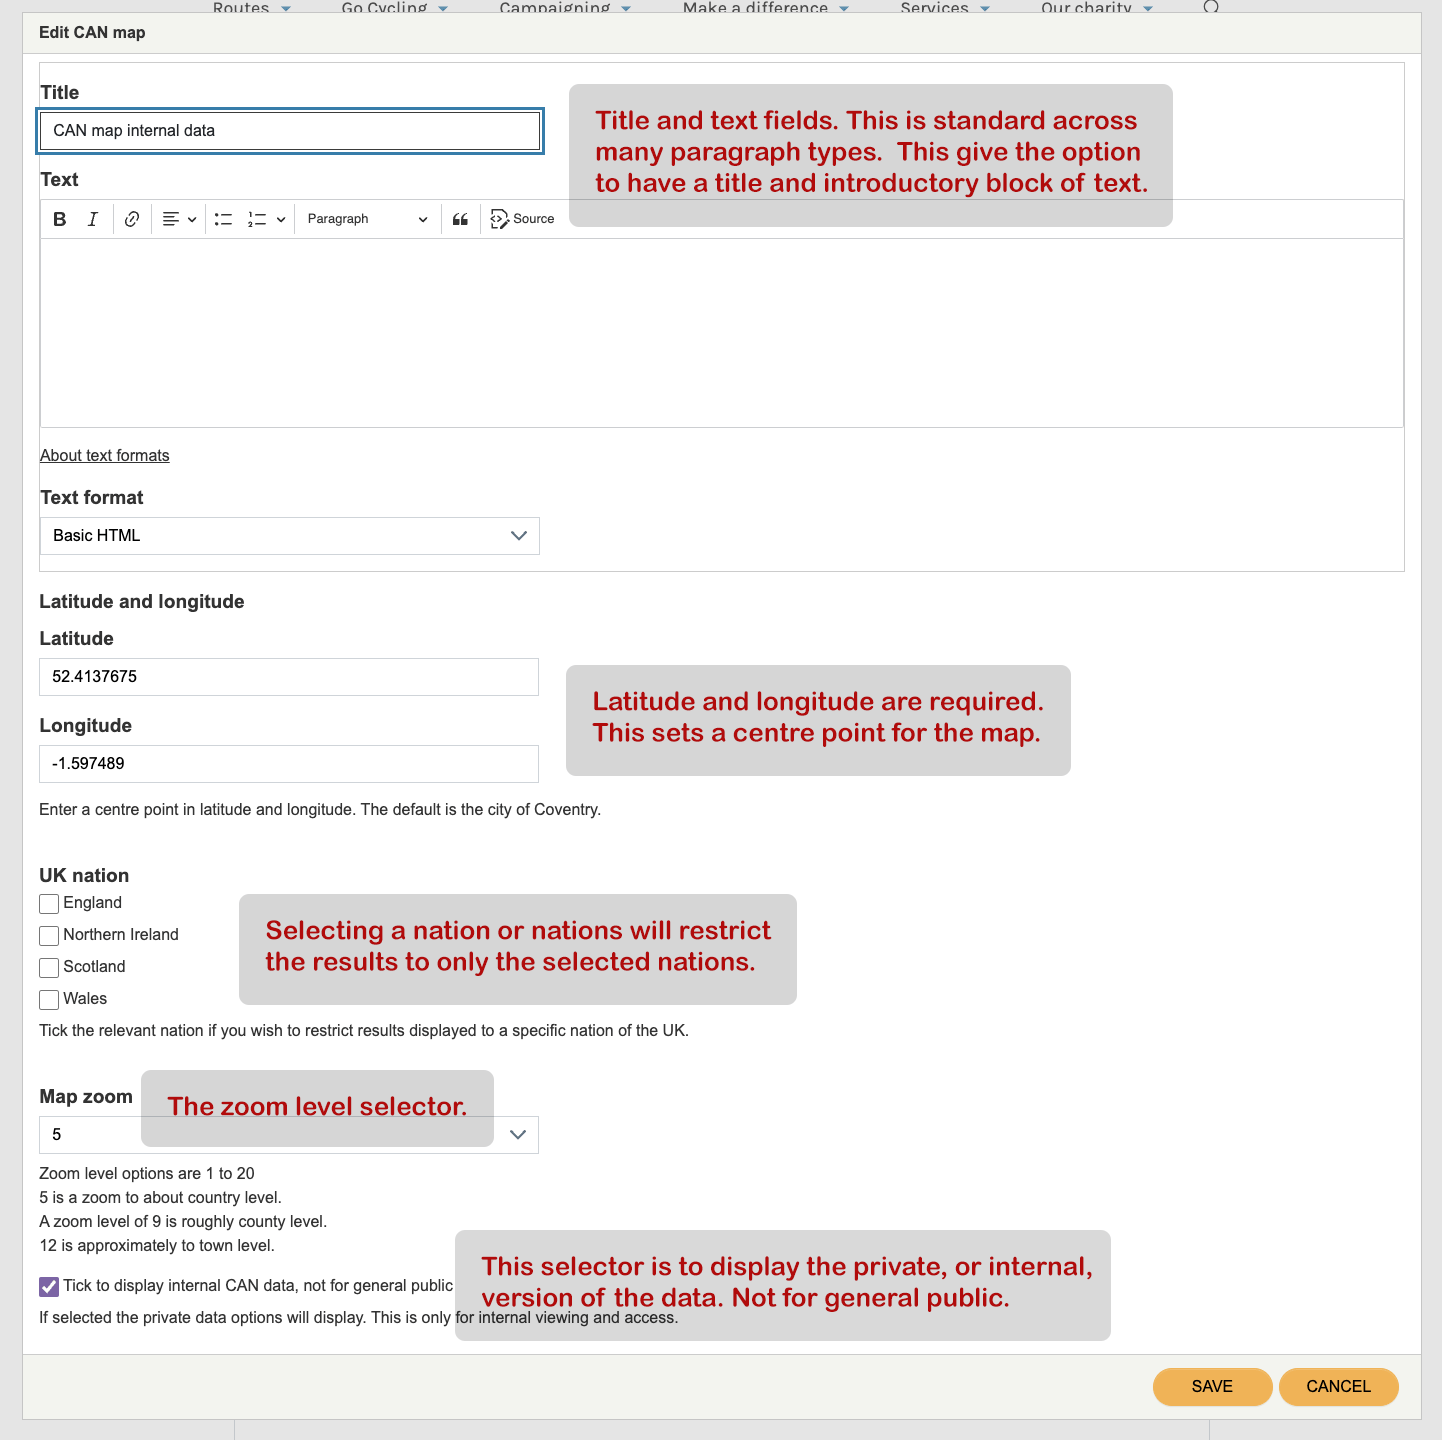 Routes Go Cycling Campaigning Make a difference Services Our charity
Edit CAN map
Title
CAN map internal data
Title and text fields. This is standard across
many paragraph types. This give the option
to have a title and introductory block of text.
Text
B I Paragraph Source
About text formats
Text format
Basic HTML
Latitude and longitude
Latitude
52.4137675
Longitude
-1.597489
Latitude and longitude are required.
This sets a centre point for the map.
Enter a centre point in latitude and longitude. The default is the city of Coventry.
UK nation
England
Northern Ireland
Scotland
Wales
Selecting a nation or nations will restrict
the results to only the selected nations.
Tick the relevant nation if you wish to restrict results displayed to a specific nation of the UK.
Map zoom
The zoom level selector.
5
Zoom level options are 1 to 20
5 is a zoom to about country level.
A zoom level of 9 is roughly county level.
12 is approximately to town level.
This selector is to display the private, or internal,
version of the data. Not for general public.
Tick to display internal CAN data, not for general public
If selected the private data options will display. This is only for internal viewing and access.
SAVE CANCEL